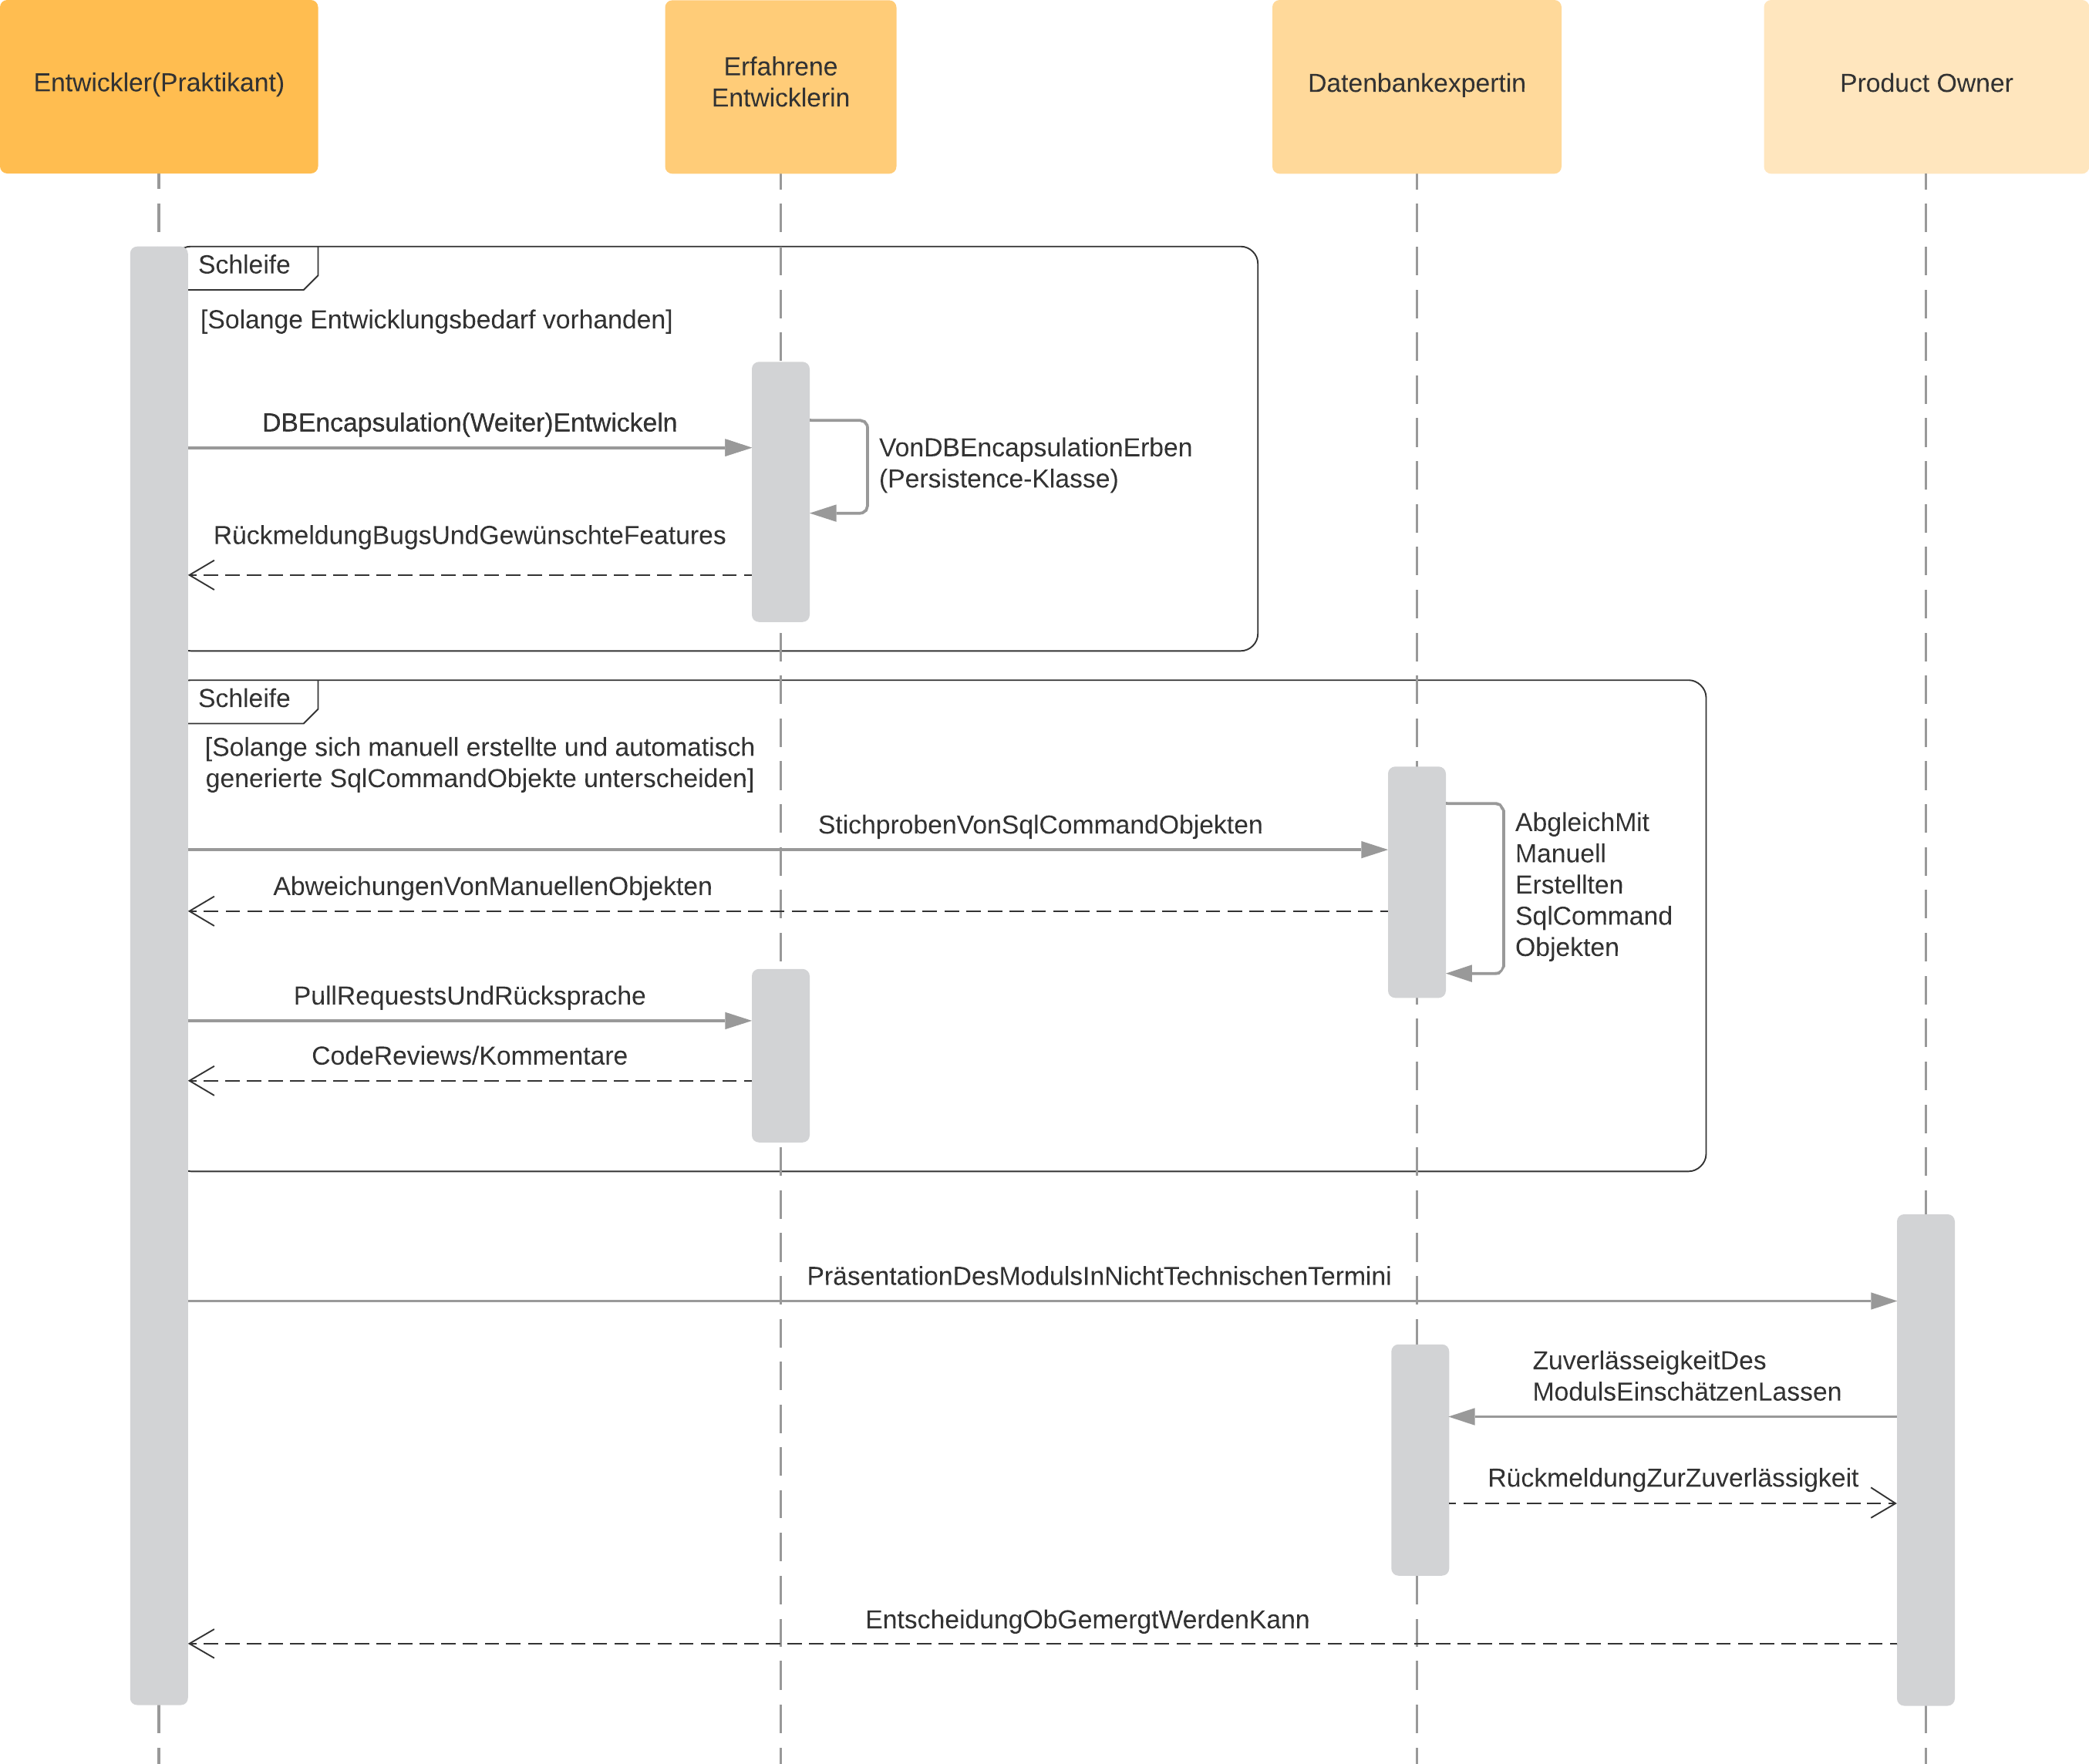 Entwickler(Praktikant)
Erfahrene
Entwicklerin
Datenbankexpertin
Product Owner
Schleife
[Solange Entwicklungsbedarf vorhanden]
DBEncapsulation(Weiter)Entwickeln
VonDBEncapsulationErben
(Persistence-Klasse)
RückmeldungBugsUndGewünschteFeatures
Schleife
[Solange sich manuell erstellte und automatisch
generierte SqlCommandObjekte unterscheiden]
StichprobenVonSqlCommandObjekten
AbgleichMit
Manuell
Erstellten
SqlCommand
Objekten
AbweichungenVonManuellenObjekten
PullRequestsUndRücksprache
CodeReviews/Kommentare
PräsentationDesModulsInNichtTechnischenTermini
ZuverlässeigkeitDes
ModulsEinschätzenLassen
RückmeldungZurZuverlässigkeit
EntscheidungObGemergtWerdenKann